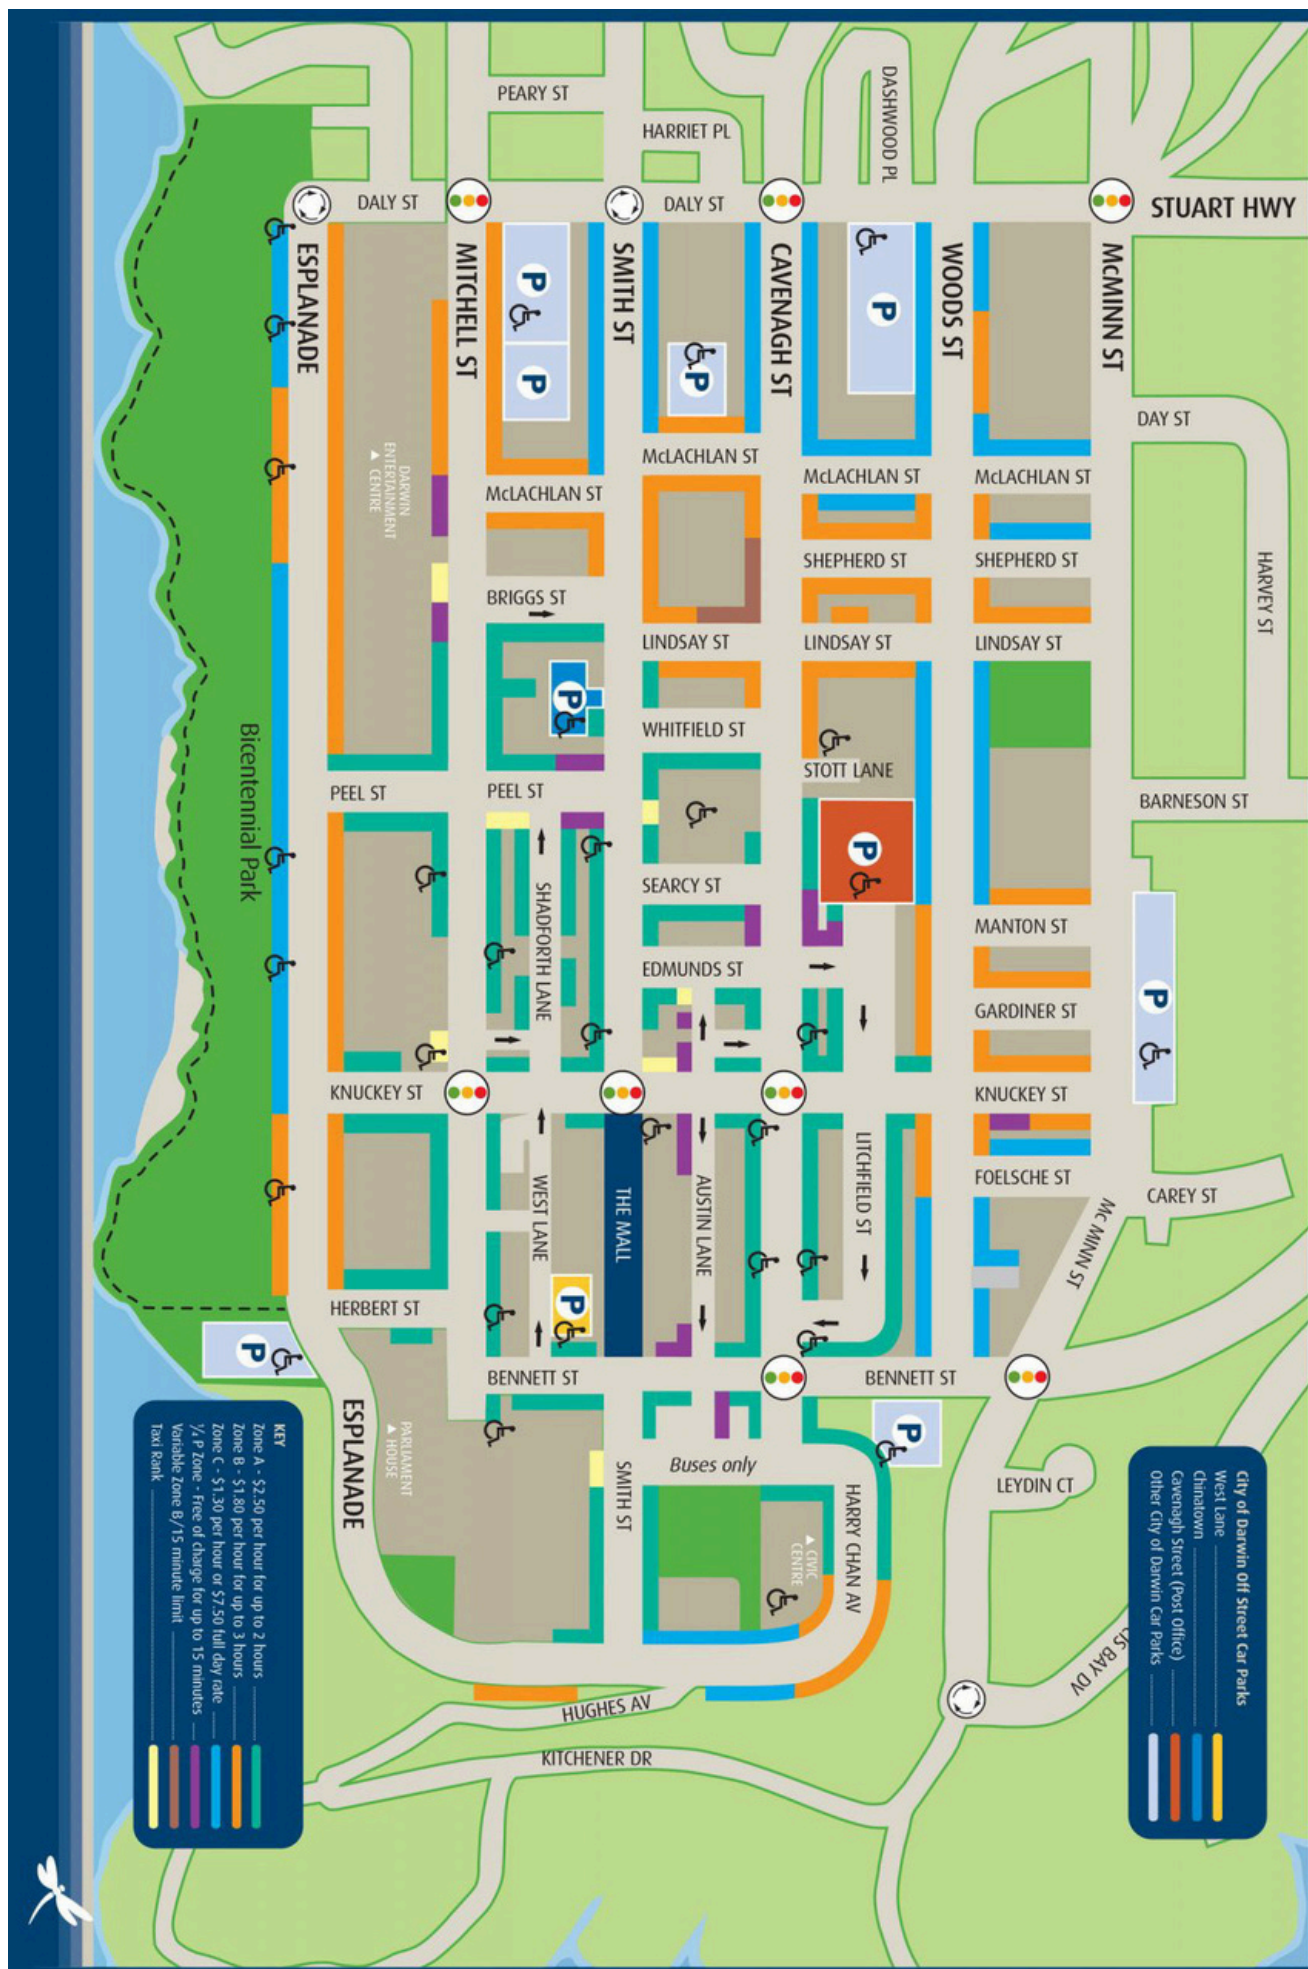 PEARY ST
HARRIET PL
DASHWOOD PL
DALY ST
DALY ST
STUART HWY
ESPLANADE
MITCHELL ST
SMITH ST
CAVENAGH ST
WOODS ST
McMINN ST
P
P
P
P
DAY ST
DARWIN
ENTERTAINMENT
CENTRE
McLACHLAN ST
McLACHLAN ST
McLACHLAN ST
McLACHLAN ST
SHEPHERD ST
SHEPHERD ST
HARVEY ST
BRIGGS ST
LINDSAY ST
LINDSAY ST
LINDSAY ST
P
WHITFIELD ST
Bicentennial Park
STOTT LANE
PEEL ST
PEEL ST
BARNESON ST
P
SHADFORTH LANE
SEARCY ST
MANTON ST
EDMUNDS ST
P
GARDINER ST
KNUCKEY ST
KNUCKEY ST
LITCHFIELD ST
FOELSCHE ST
CAREY ST
WEST LANE
THE MALL
AUSTIN LANE
Mc MINN ST
P
HERBERT ST
P
BENNETT ST
BENNETT ST
ESPLANADE
PARLIAMENT
HOUSE
P
Buses only
SMITH ST
LEYDIN CT
HARRY CHAN AV
CIVIC
CENTRE
CIS BAY DV
HUGHES AV
KITCHENER DR
KEY
Zone A - $2.50 per hour for up to 2 hours
Zone B - $1.80 per hour for up to 3 hours
Zone C - $1.30 per hour or $7.50 full day rate
¼ P Zone - Free of charge for up to 15 minutes
Variable Zone B/15 minute limit
Taxi Rank
City of Darwin Off Street Car Parks
West Lane
Chinatown
Cavenagh Street (Post Office)
Other City of Darwin Car Parks